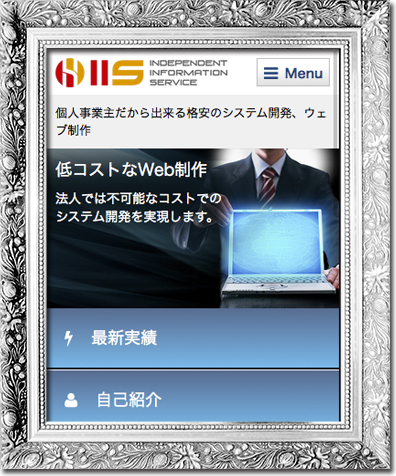 IIS INDEPENDENT
INFORMATION
SERVICE
Menu
個人事業主だから出来る格安のシステム開発、ウェ
ブ制作
低コストなWeb制作
法人では不可能なコストでの
システム開発を実現します。
最新実績
自己紹介